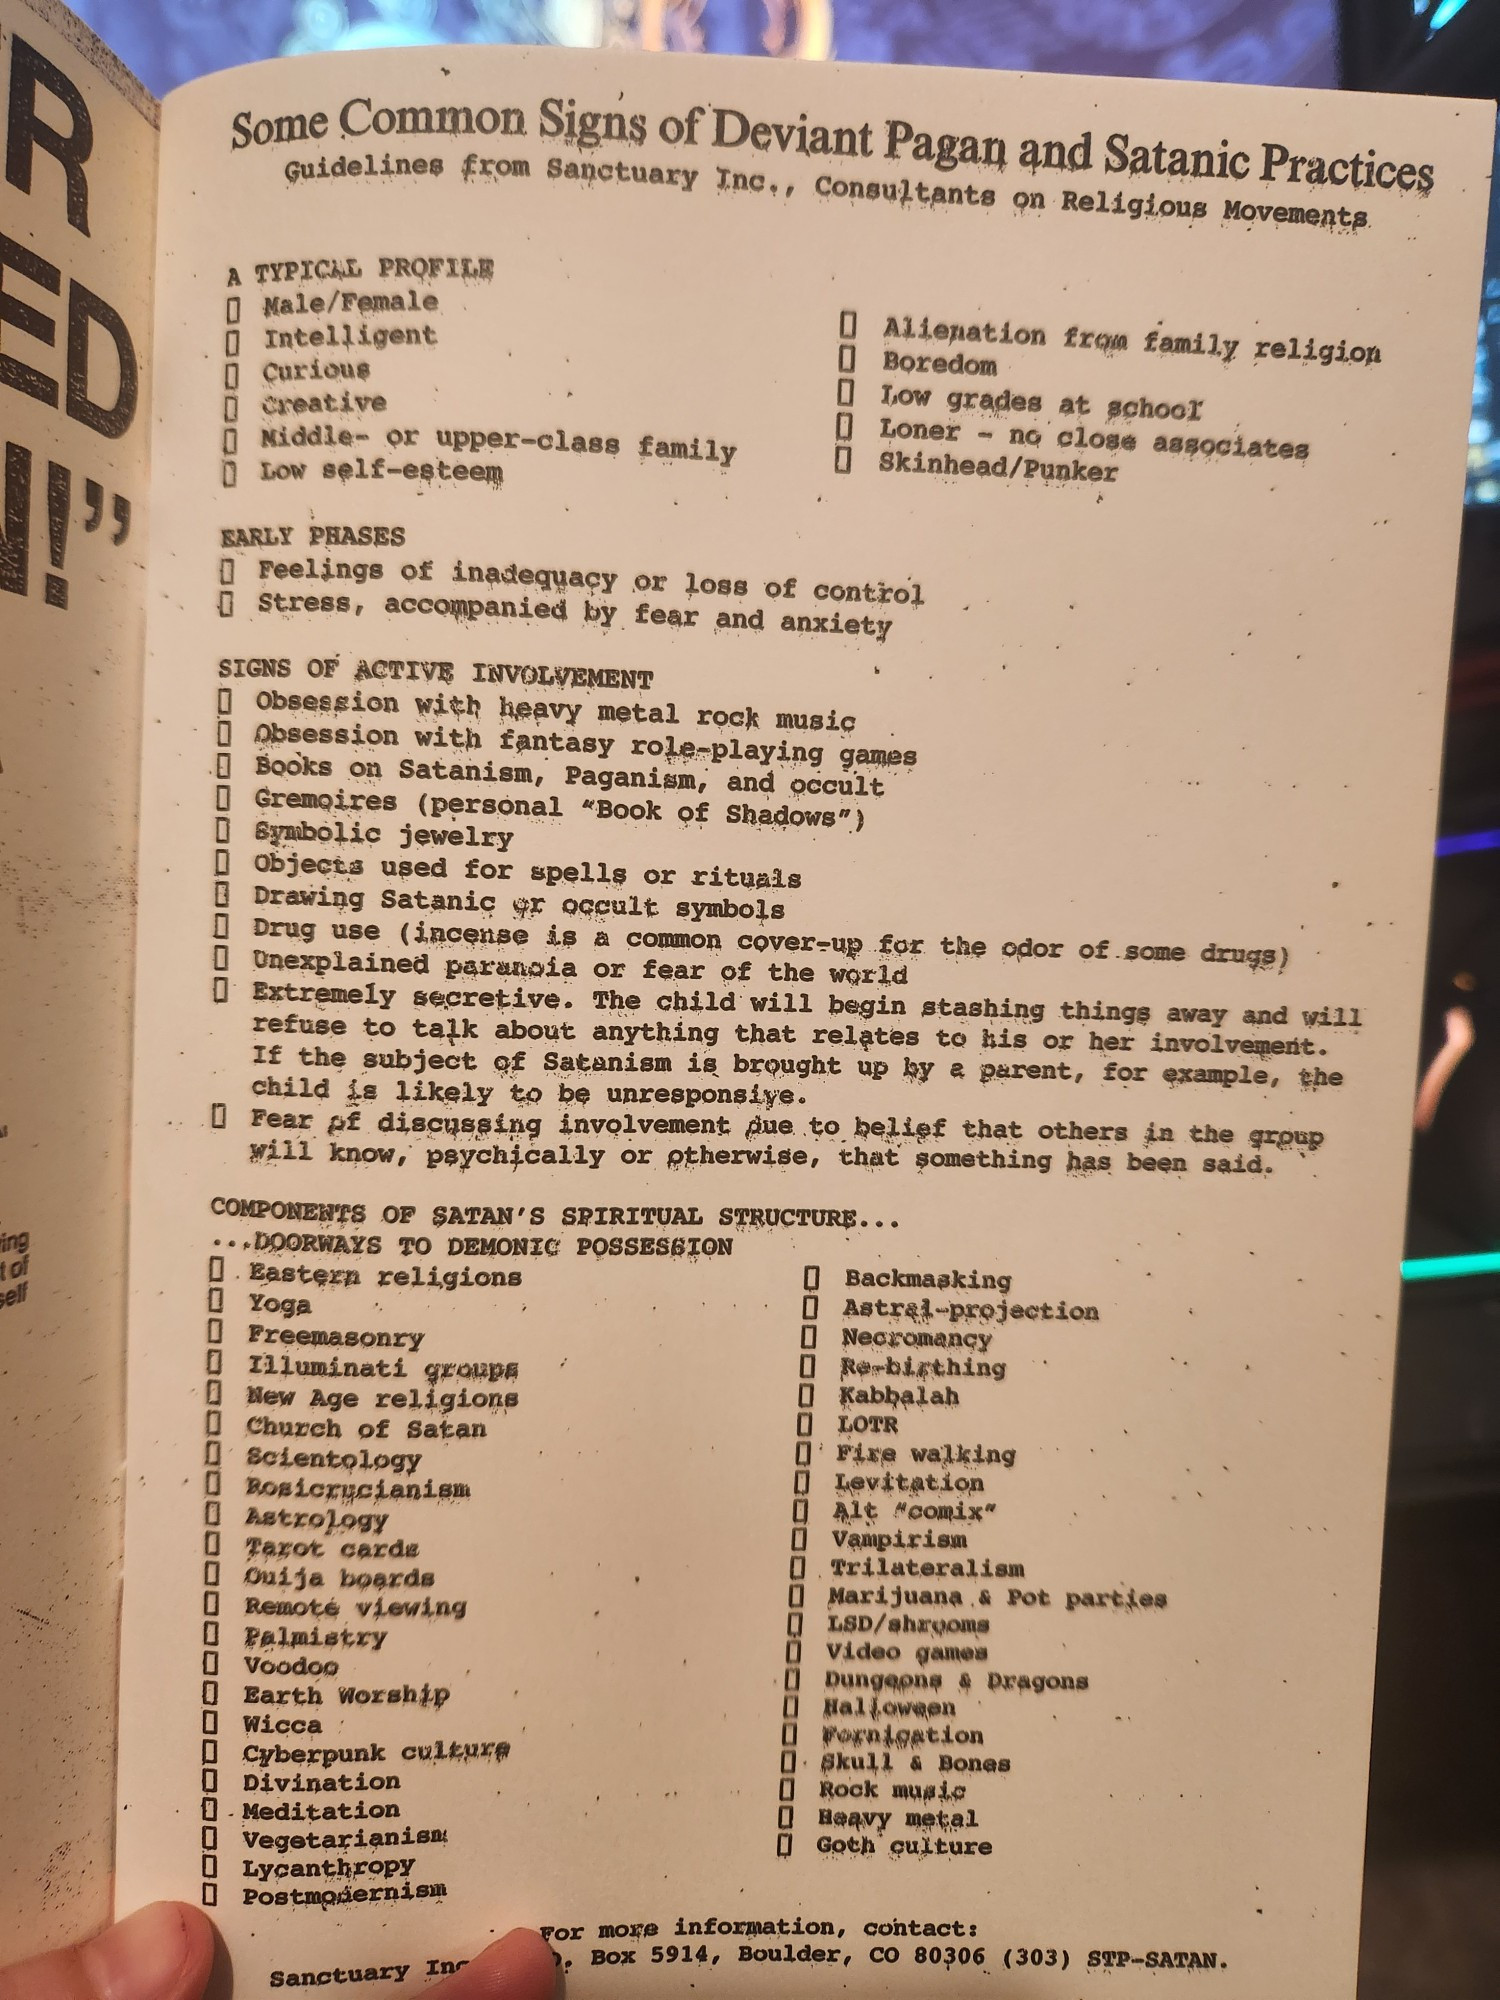 R
ED
N!”
ing
t of
self
Some Common Signs of Deviant Pagan and Satanic Practices
Guidelines from Sanctuary Inc., Consultants on Religious Movements
A TYPICAL PROFILE
Male/Female
Intelligent
Curious
Creative
Middle- or upper-class family
Low self-esteem
Alienation from family religion
Boredom
Low grades at school
Loner - no close associates
Skinhead/Punker
EARLY PHASES
Feelings of inadequacy or loss of control
Stress, accompanied by fear and anxiety
SIGNS OF ACTIVE INVOLVEMENT
Obsession with heavy metal rock music
Obsession with fantasy role-playing games
Books on Satanism, Paganism, and occult
Gremoires (personal “Book of Shadows”)
Symbolic jewelry
Objects used for spells or rituals
Drawing Satanic or occult symbols
Drug use (incense is a common cover-up for the odor of some drugs)
Unexplained paranoia or fear of the world
Extremely secretive. The child will begin stashing things away and will
refuse to talk about anything that relates to his or her involvement.
If the subject of Satanism is brought up by a parent, for example, the
child is likely to be unresponsive.
Fear of discussing involvement due to belief that others in the group
will know, psychically or otherwise, that something has been said.
COMPONENTS OF SATAN’S SPIRITUAL STRUCTURE...
...DOORWAYS TO DEMONIC POSSESSION
Eastern religions
Yoga
Freemasonry
Illuminati groups
New Age religions
Church of Satan
Scientology
Rosicrucianism
Astrology
Tarot cards
Ouija boards
Remote viewing
Palmistry
Voodoo
Earth Worship
Wicca
Cyberpunk culture
Divination
Meditation
Vegetarianism
Lycanthropy
Postmodernism
Backmasking
Astral-projection
Necromancy
Re-birthing
Kabbalah
LOTR
Fire walking
Levitation
Alt “comix”
Vampirism
Trilateralism
Marijuana & Pot parties
LSD/shrooms
Video games
Dungeons & Dragons
Halloween
Fornication
Skull & Bones
Rock music
Heavy metal
Goth culture
For more information, contact:
Sanctuary Inc Box 5914, Boulder, CO 80306 (303) STP-SATAN.